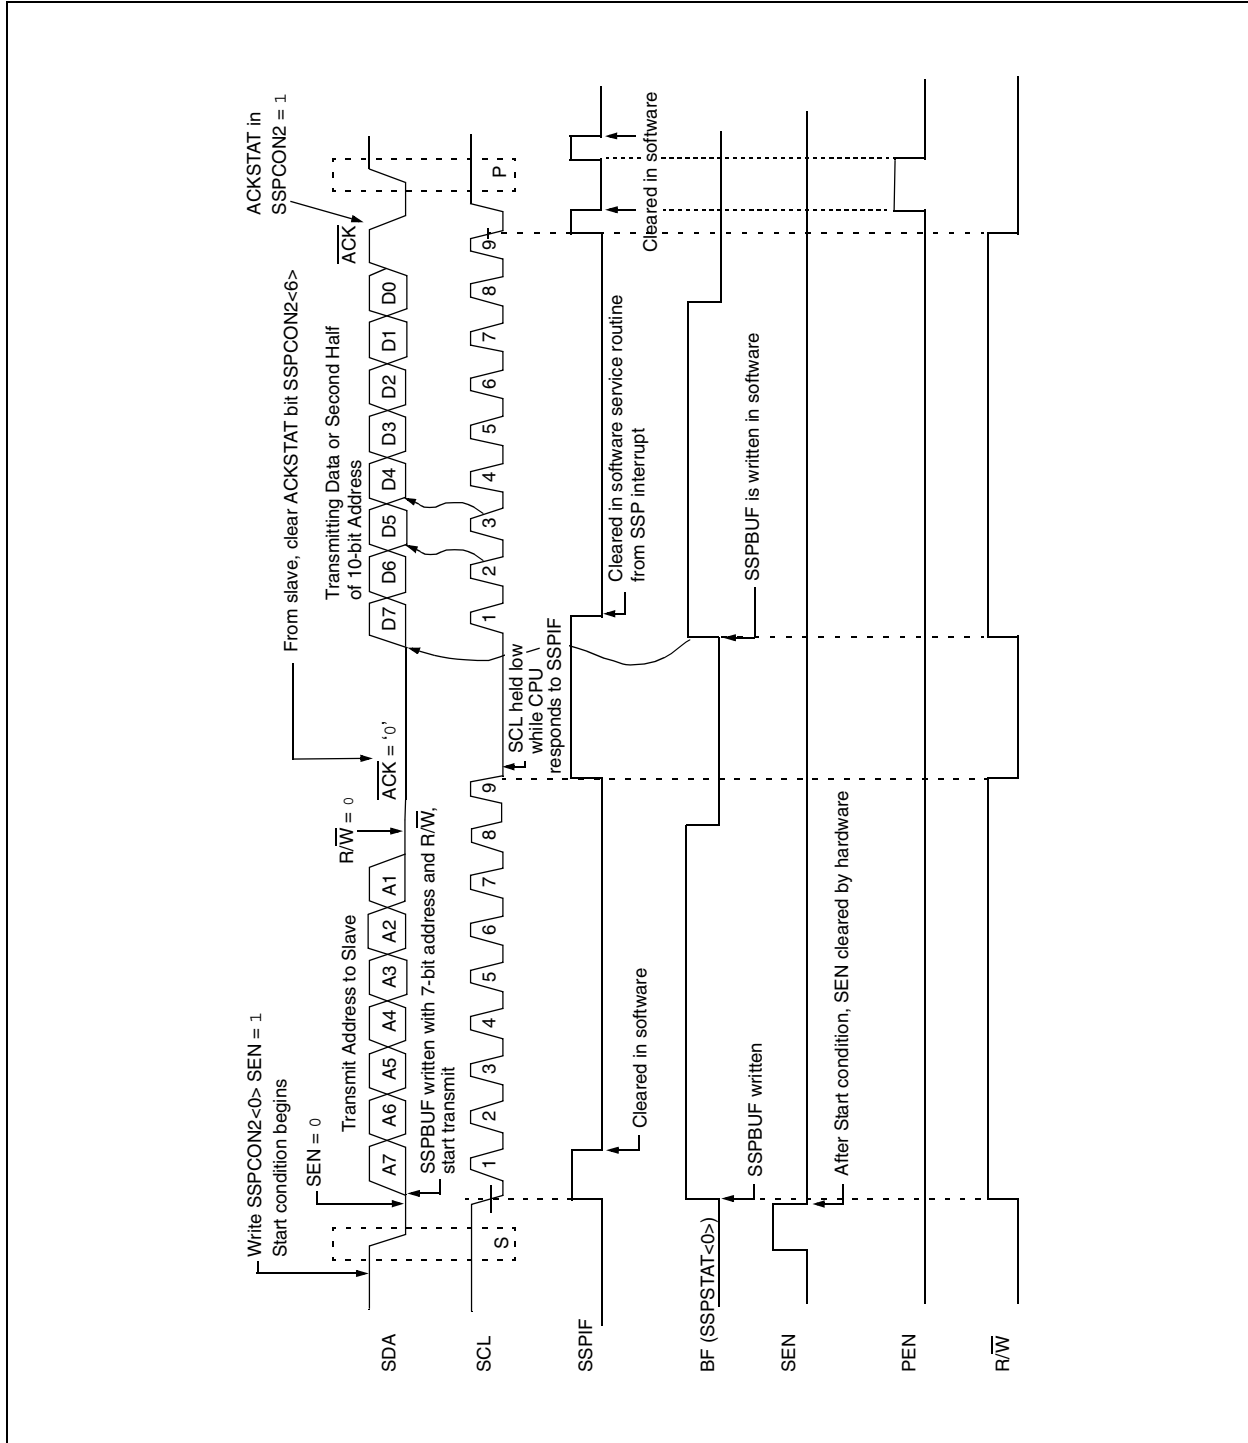 Write SSPCON2<0> SEN = 1
Start condition begins
SEN = 0
Transmit Address to Slave
R/W = 0
From slave, clear ACKSTAT bit SSPCON2<6>
ACK = ‘0’
Transmitting Data or Second Half
of 10-bit Address
ACKSTAT in
SSPCON2 = 1
ACK
SDA
A7 A6 A5 A4 A3 A2 A1
D7 D6 D5 D4 D3 D2 D1 D0
SSPBUF written with 7-bit address and R/W,
start transmit
SCL
S
1 2 3 4 5 6 7 8 9
1 2 3 4 5 6 7 8 9
P
SCL held low
while CPU
responds to SSPIF
SSPIF
Cleared in software
Cleared in software service routine
from SSP interrupt
Cleared in software
BF (SSPSTAT<0>)
SSPBUF written
SSPBUF is written in software
SEN
After Start condition, SEN cleared by hardware
PEN
R/W